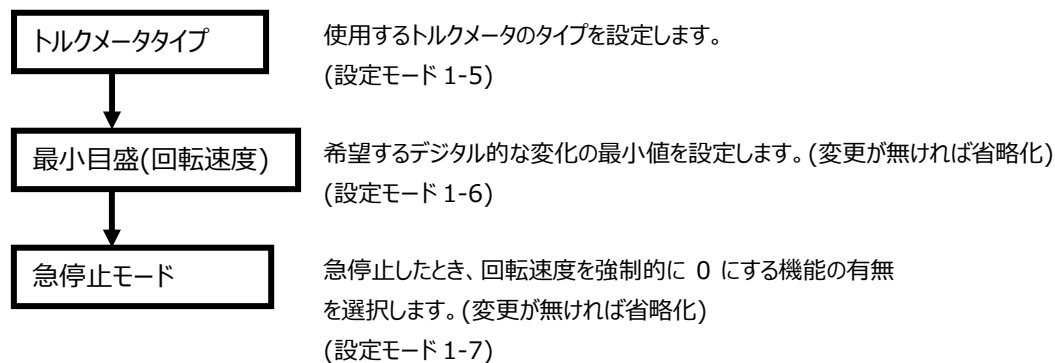 トルクメータタイプ
使用するトルクメータのタイプを設定します。
(設定モード 1-5)
最小目盛(回転速度)
希望するデジタル的な変化の最小値を設定します。(変更が無ければ省略化)
(設定モード 1-6)
急停止モード
急停止したとき、回転速度を強制的に 0 にする機能の有無
を選択します。(変更が無ければ省略化)
(設定モード 1-7)